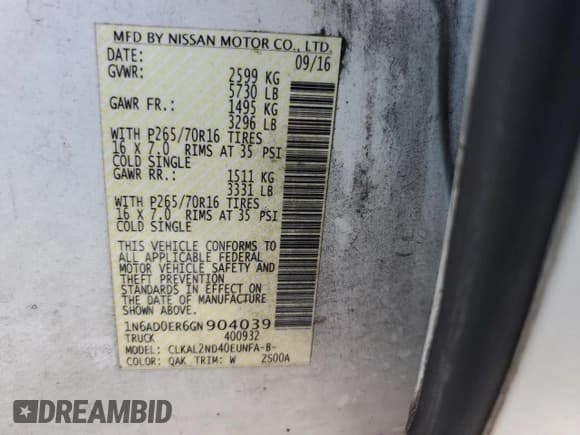 MFD BY NISSAN MOTOR CO., LTD.
DATE: 09/16
GVWR: 2599 KG
5730 LB
GAWR FR.: 1495 KG
3296 LB
WITH P265/70R16 TIRES
16 X 7.0 RIMS AT 35 PSI
COLD SINGLE
GAWR RR.: 1511 KG
3331 LB
WITH P265/70R16 TIRES
16 X 7.0 RIMS AT 35 PSI
COLD SINGLE
THIS VEHICLE CONFORMS TO
ALL APPLICABLE FEDERAL
MOTOR VEHICLE SAFETY AND
THEFT PREVENTION
STANDARDS IN EFFECT ON
THE DATE OF MANUFACTURE
SHOWN ABOVE.
1N6AD0ER6GN904039
TRUCK 400932
MODEL: CLKAL2ND40EUNFA-B-
COLOR: QAK TRIM: W 2S00A
DREAMBID